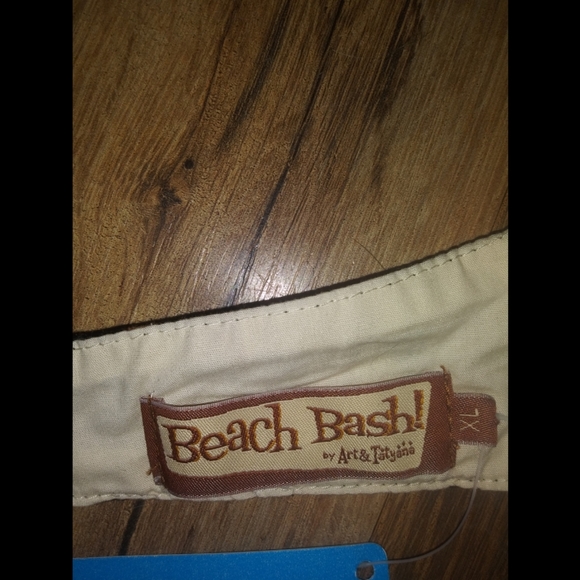 Beach Bash!
by Art & Tatyana
XL